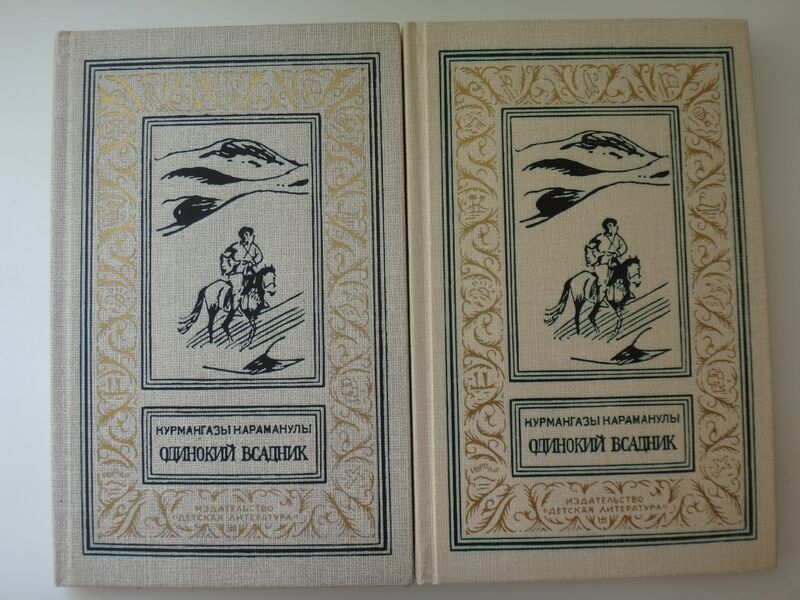 КУРМАНГАЗЫ КАРАМАНУЛЫ
ОДИНОКИЙ ВСАДНИК
ИЗДАТЕЛЬСТВО
"ДЕТСКАЯ ЛИТЕРАТУРА"
КУРМАНГАЗЫ КАРАМАНУЛЫ
ОДИНОКИЙ ВСАДНИК
ИЗДАТЕЛЬСТВО
"ДЕТСКАЯ ЛИТЕРАТУРА"